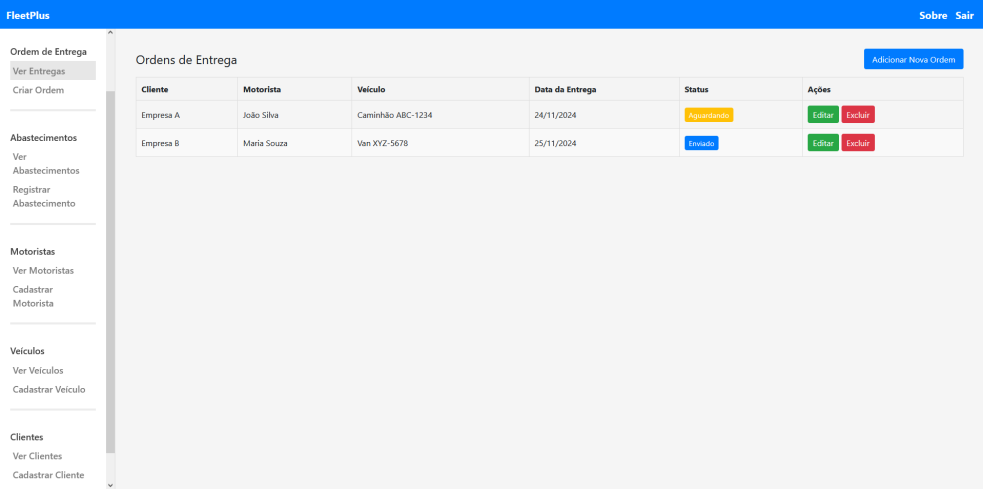 FleetPlus
Sobre Sair
Ordem de Entrega
Ver Entregas
Criar Ordem
Abastecimentos
Ver
Abastecimentos
Registrar
Abastecimento
Motoristas
Ver Motoristas
Cadastrar
Motorista
Veículos
Ver Veículos
Cadastrar Veículo
Clientes
Ver Clientes
Cadastrar Cliente
Ordens de Entrega
Adicionar Nova Ordem
Cliente Motorista Veículo Data da Entrega Status Ações
Empresa A João Silva Caminhão ABC-1234 24/11/2024 Aguardando Editar Excluir
Empresa B Maria Souza Van XYZ-5678 25/11/2024 Enviado Editar Excluir